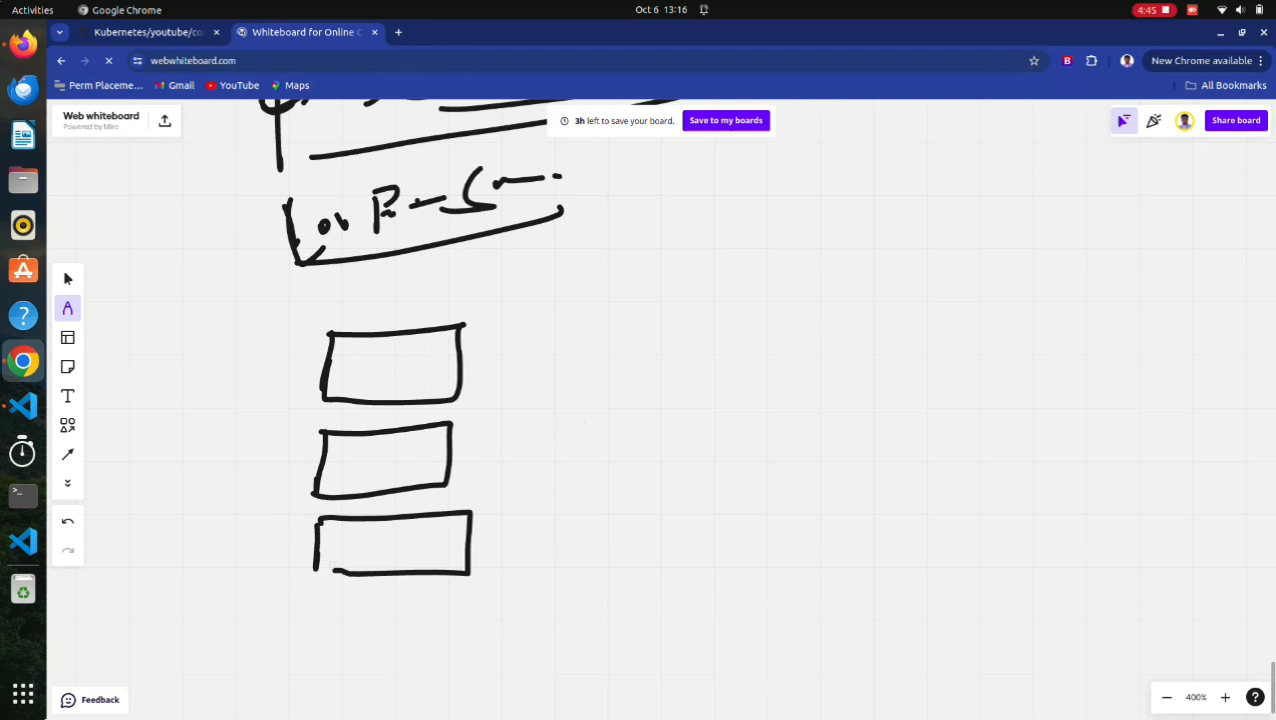 Activities
Google Chrome
Oct 6 13:16
4:45
Kubernetes/youtube/co
Whiteboard for Online C
webwhiteboard.com
New Chrome available
Perm Placeme...
Gmail
YouTube
Maps
All Bookmarks
Web whiteboard
Powered by Miro
3h left to save your board.
Save to my boards
Share board
Feedback
400%